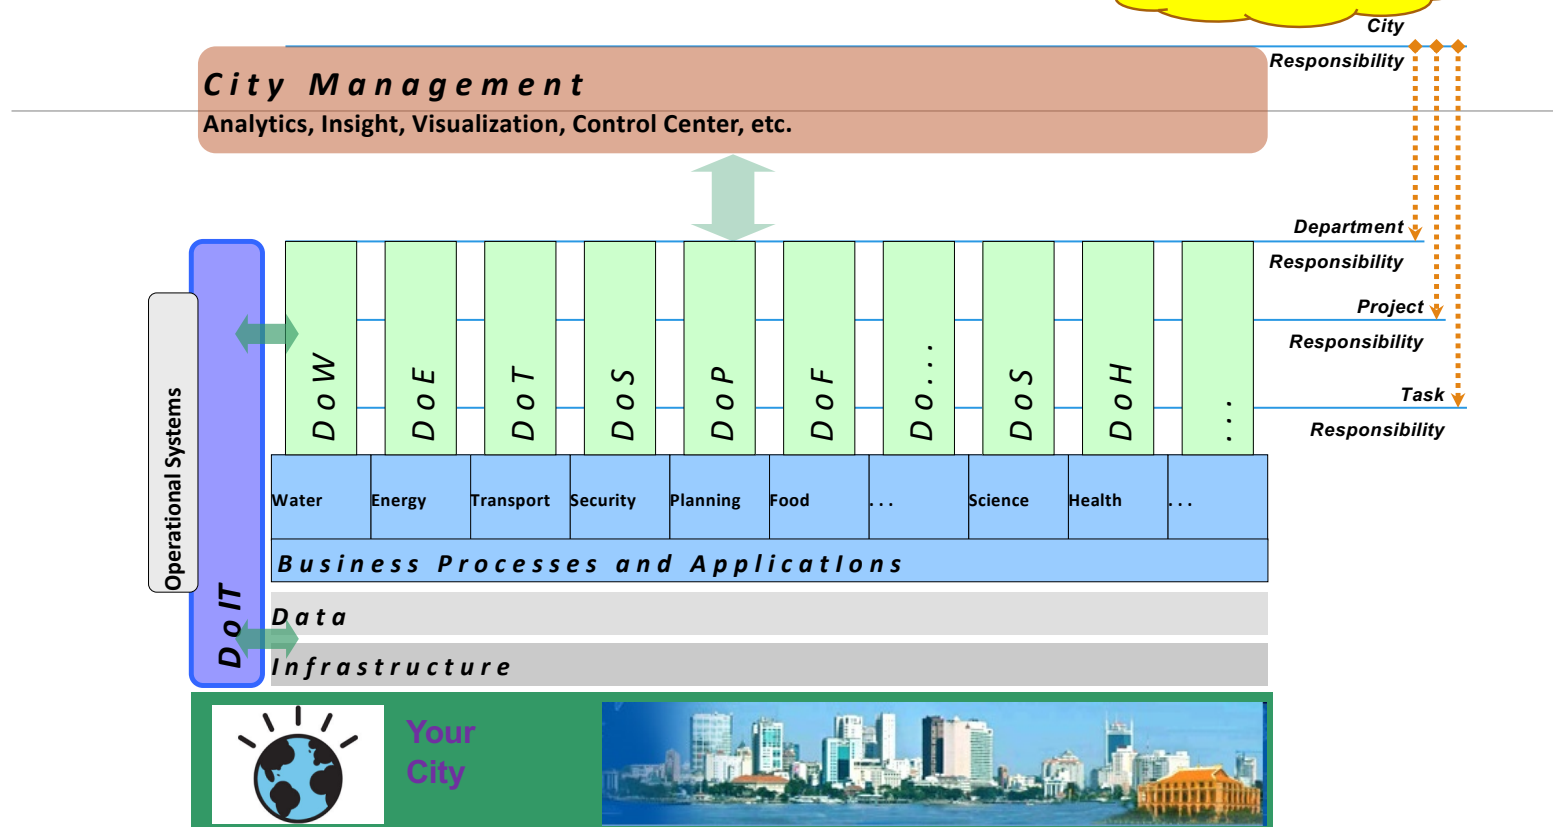 City
Responsibility
City Management
Analytics, Insight, Visualization, Control Center, etc.
Department
Responsibility
Project
Responsibility
Task
Responsibility
Operational Systems
DoIT
DoW
DoE
DoT
DoS
DoP
DoF
Do...
DoS
DoH
...
Water
Energy
Transport
Security
Planning
Food
...
Science
Health
...
Business Processes and ApplicatIons
Data
Infrastructure
Your
City